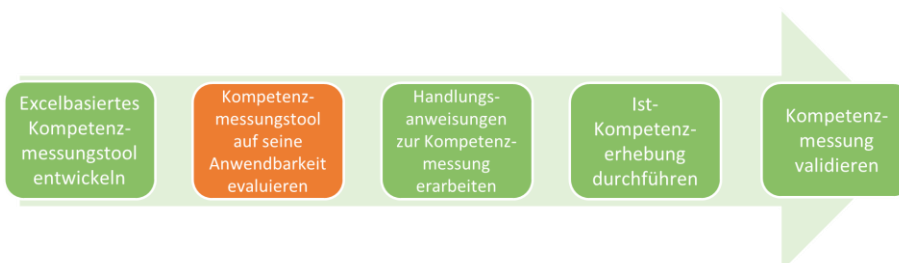 Excelbasiertes
Kompetenz-
messungstool
entwickeln
Kompetenz-
messungstool
auf seine
Anwendbarkeit
evaluieren
Handlungs-
anweisungen
zur Kompetenz-
messung
erarbeiten
Ist-
Kompetenz-
erhebung
durchführen
Kompetenz-
messung
validieren